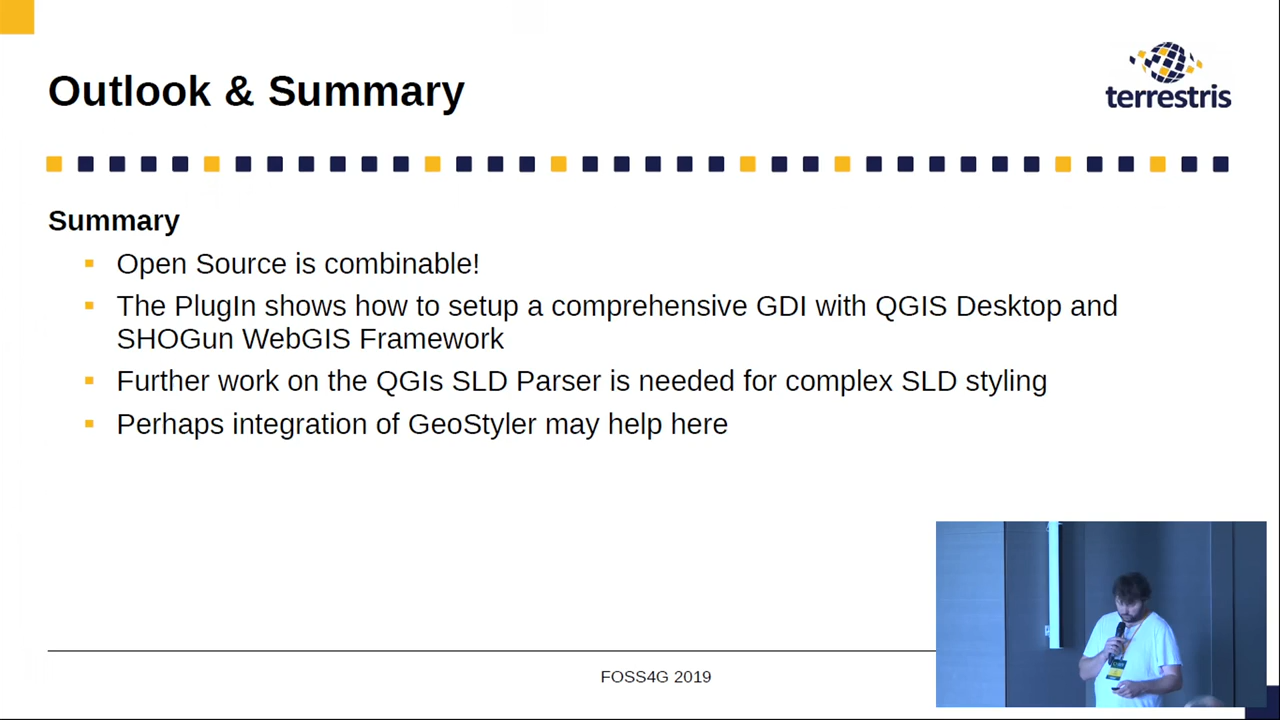 Outlook & Summary
terrestris
Summary
Open Source is combinable!
The PlugIn shows how to setup a comprehensive GDI with QGIS Desktop and
SHOGun WebGIS Framework
Further work on the QGIs SLD Parser is needed for complex SLD styling
Perhaps integration of GeoStyler may help here
FOSS4G 2019